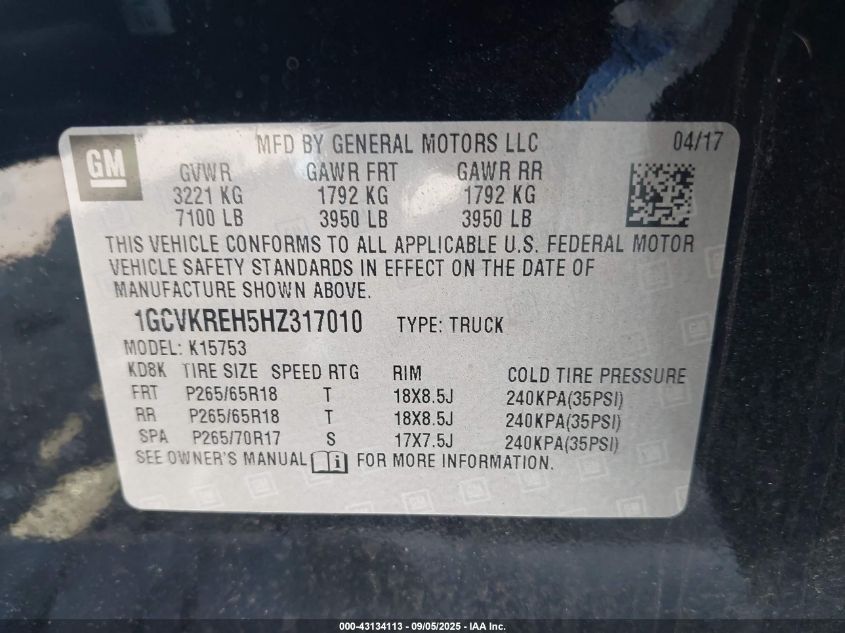 GM
MFD BY GENERAL MOTORS LLC 04/17
GVWR GAWR FRT GAWR RR
3221 KG 1792 KG 1792 KG
7100 LB 3950 LB 3950 LB
THIS VEHICLE CONFORMS TO ALL APPLICABLE U.S. FEDERAL MOTOR
VEHICLE SAFETY STANDARDS IN EFFECT ON THE DATE OF
MANUFACTURE SHOWN ABOVE.
1GCVKREH5HZ317010 TYPE: TRUCK
MODEL: K15753
KD8K TIRE SIZE SPEED RTG RIM COLD TIRE PRESSURE
FRT P265/65R18 T 18X8.5J 240KPA(35PSI)
RR P265/65R18 T 18X8.5J 240KPA(35PSI)
SPA P265/70R17 S 17X7.5J 240KPA(35PSI)
SEE OWNER'S MANUAL i FOR MORE INFORMATION.
000-43134113 - 09/05/2025 - IAA Inc.